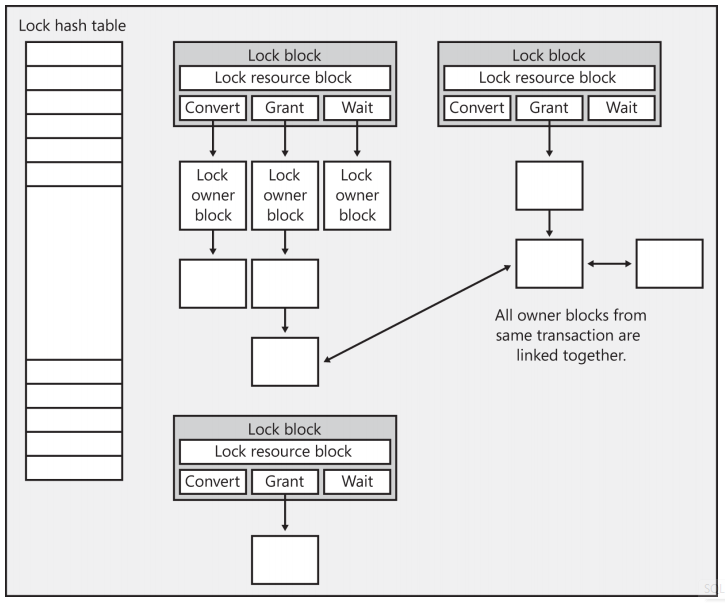 Lock hash table
Lock block
Lock resource block
Convert Grant Wait
Lock block
Lock resource block
Convert Grant Wait
Lock
owner
block
Lock
owner
block
Lock
owner
block
All owner blocks from
same transaction are
linked together.
Lock block
Lock resource block
Convert Grant Wait